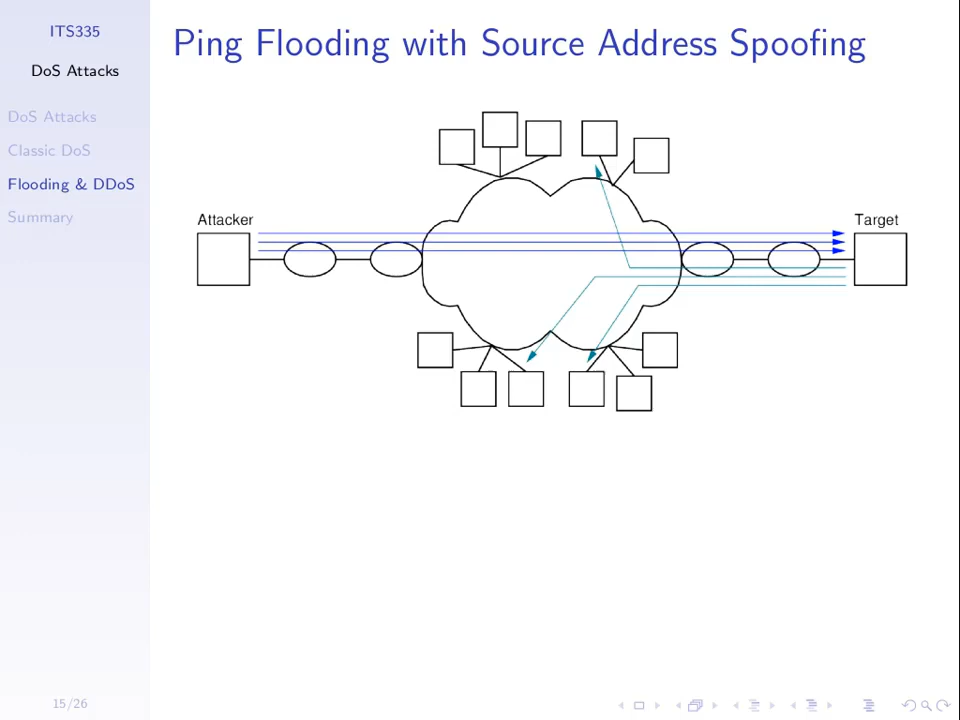 ITS335
DoS Attacks
DoS Attacks
Classic DoS
Flooding & DDoS
Summary
Ping Flooding with Source Address Spoofing
Attacker
Target
15/26